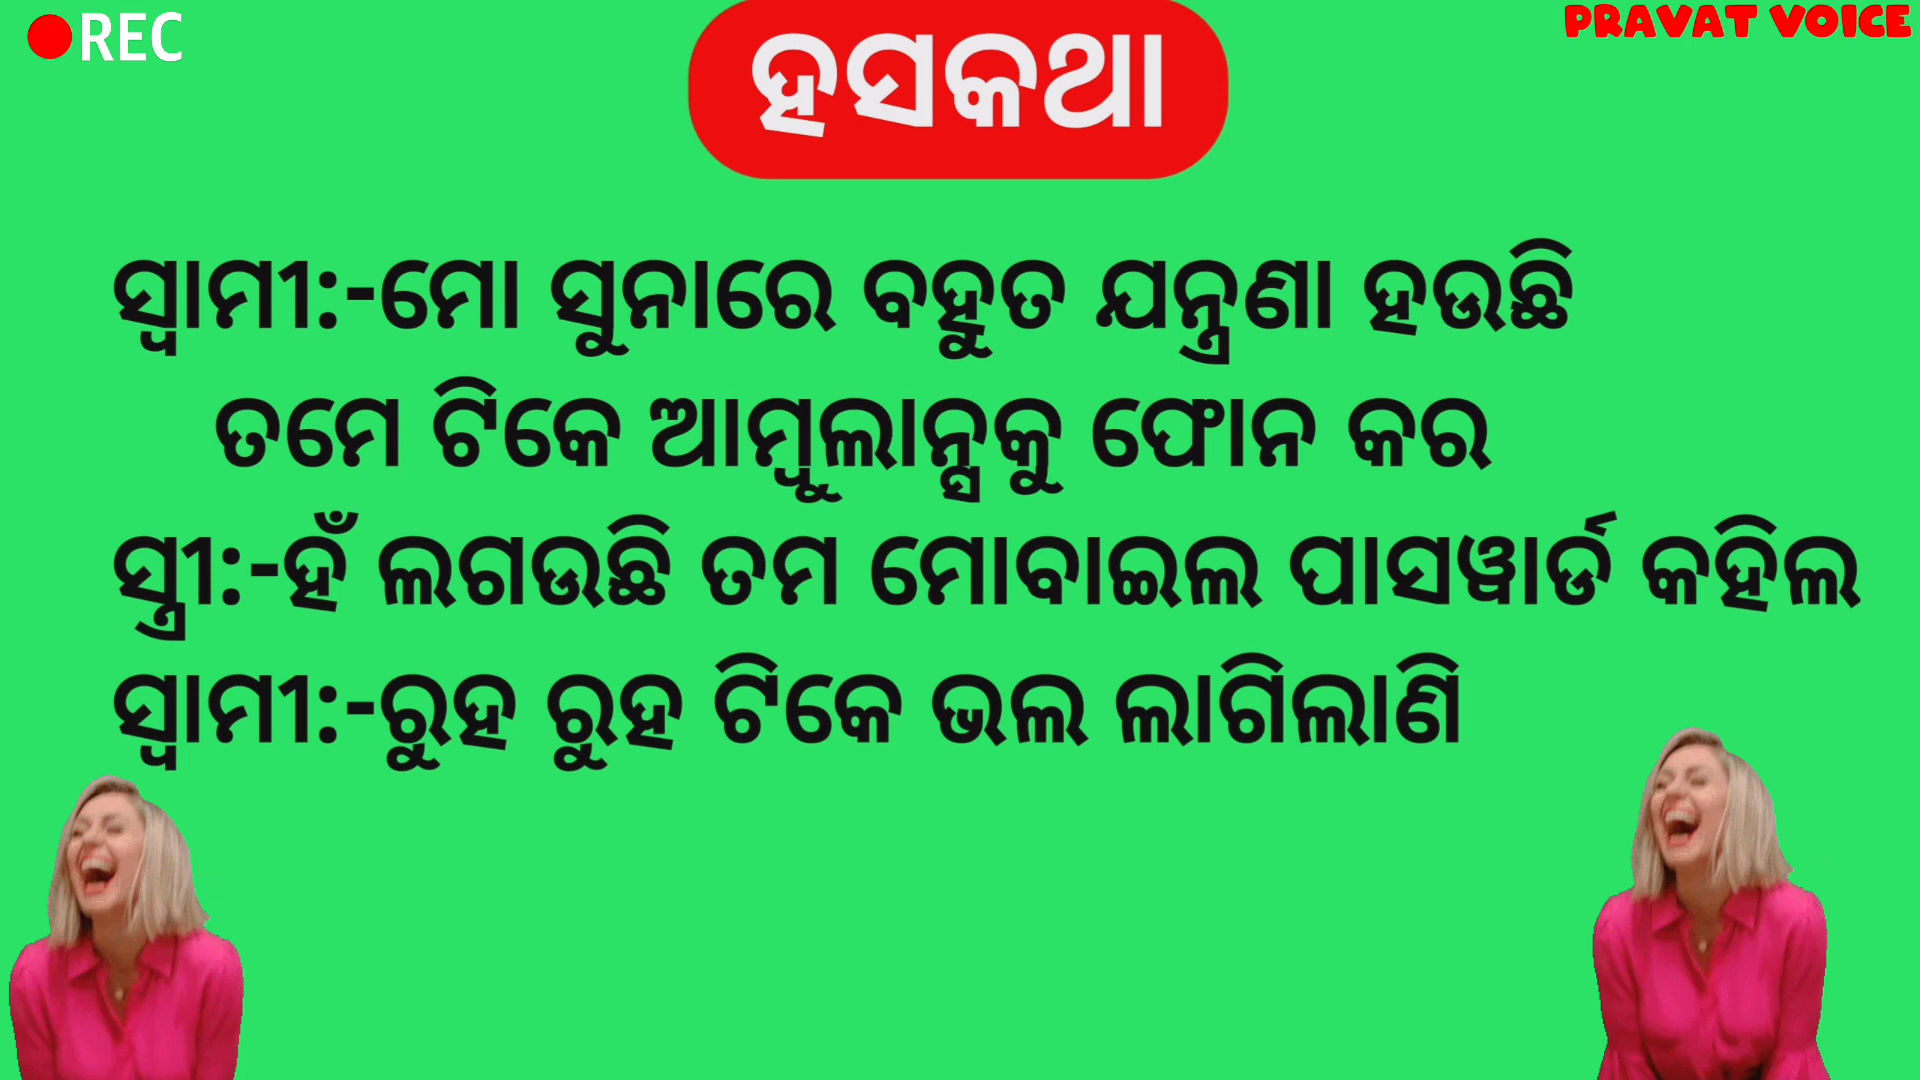 REC
PRAVAT VOICE
ହସକଥା
ସ୍ୱାମୀ:-ମୋ ସୁନାରେ ବହୁତ ଯନ୍ତ୍ରଣା ହଉଛି
ତମେ ଟିକେ ଆମ୍ବୁଲାନ୍ସକୁ ଫୋନ କର
ସ୍ତ୍ରୀ:-ହଁ ଲଗଉଛି ତମ ମୋବାଇଲ ପାସୱାର୍ଡ କହିଲ
ସ୍ୱାମୀ:-ରୁହ ରୁହ ଟିକେ ଭଲ ଲାଗିଲାଣି